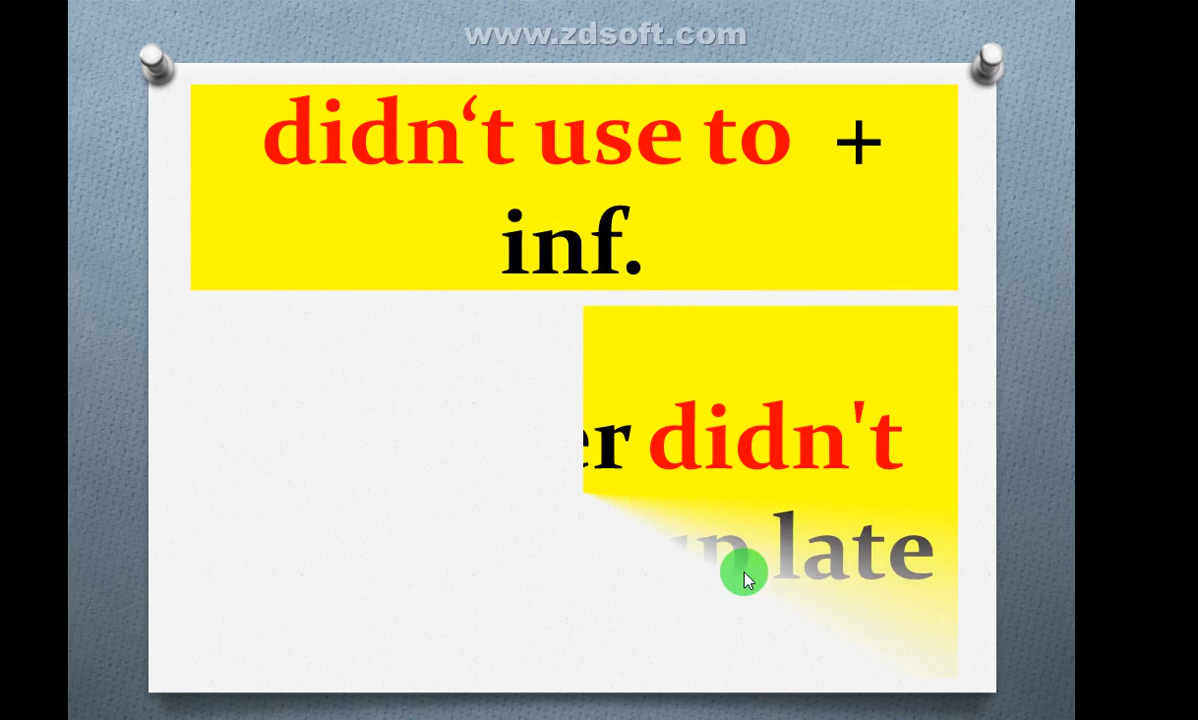 www.zdsoft.com
didn‘t use to +
inf.
didn't
late